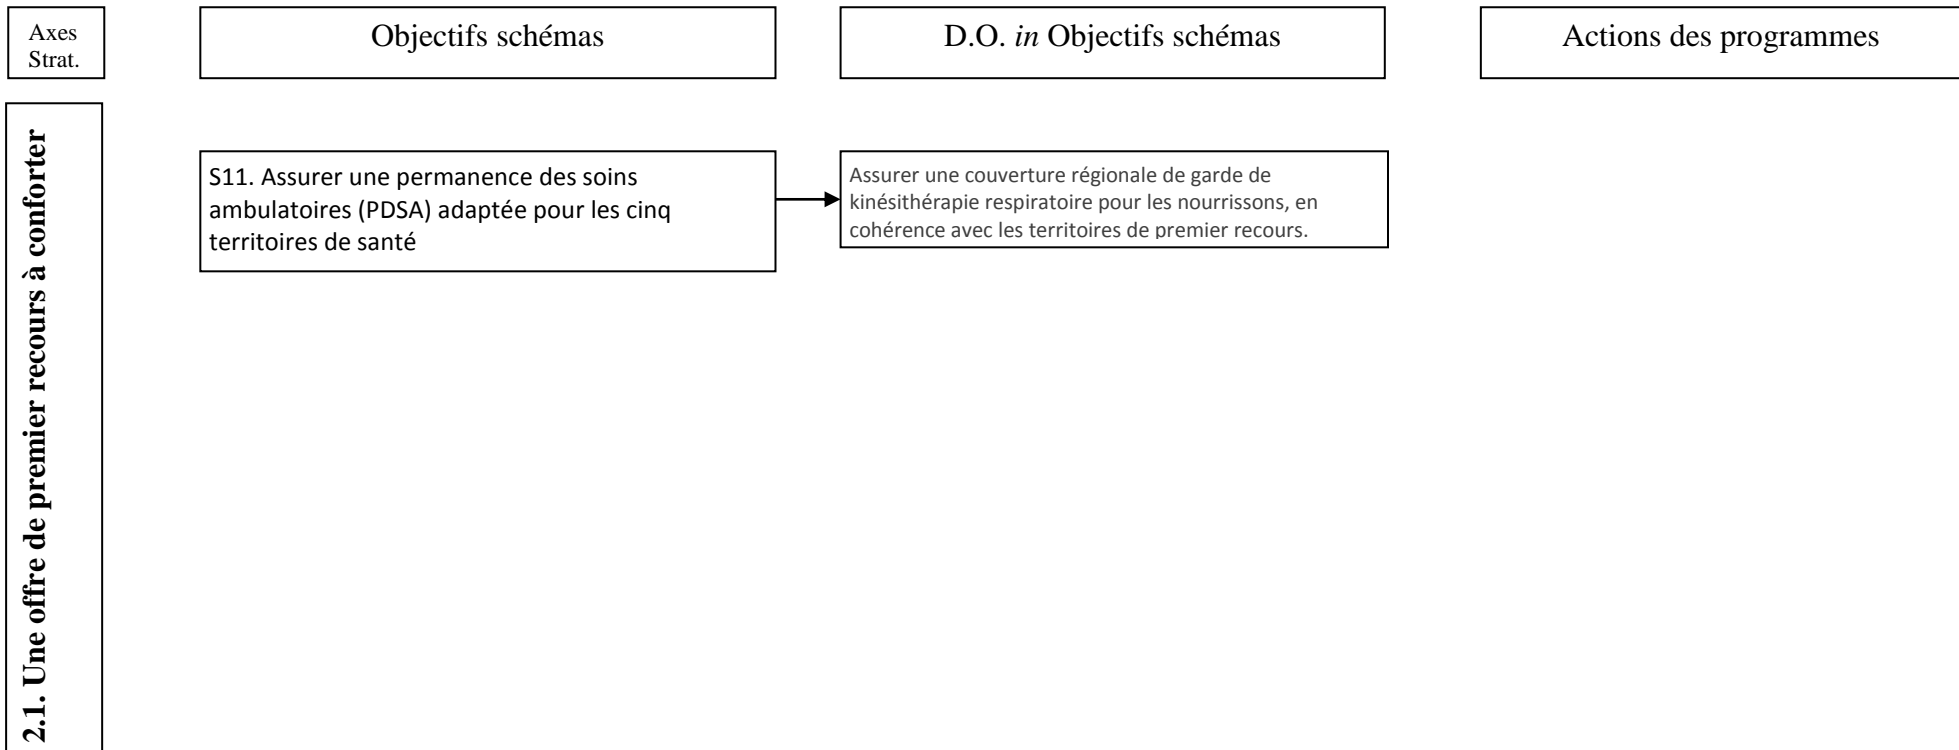 Axes
Strat.
Objectifs schémas
D.O. in Objectifs schémas
Actions des programmes
2.1. Une offre de premier recours à conforter
S11. Assurer une permanence des soins
ambulatoires (PDSA) adaptée pour les cinq
territoires de santé
Assurer une couverture régionale de garde de
kinésithérapie respiratoire pour les nourrissons, en
cohérence avec les territoires de premier recours.